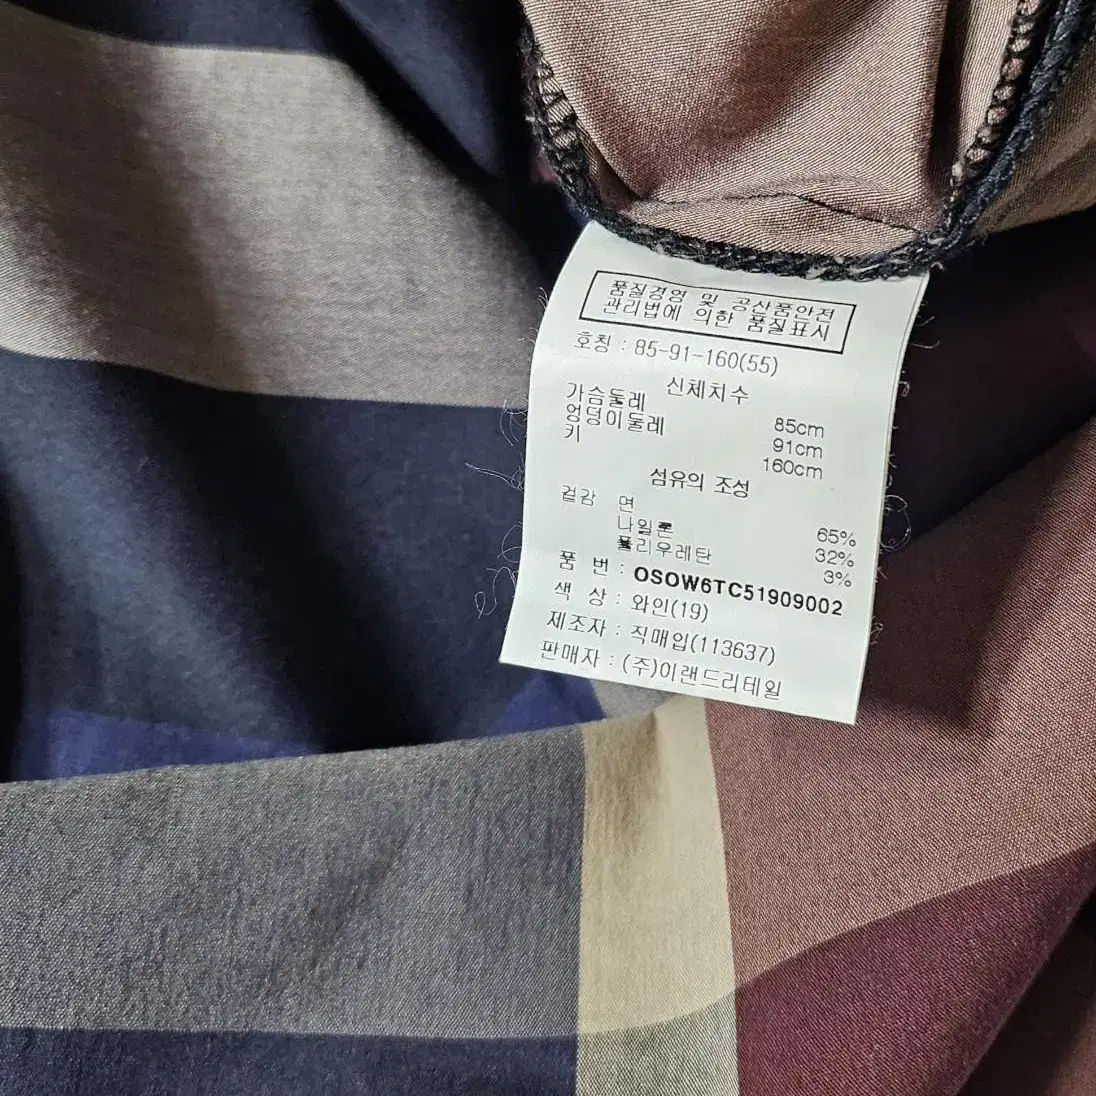 품질경영 및 공산품안전
관리법에 의한 품질표시
호칭 : 85-91-160(55)
신체치수
가슴둘레 85cm
엉덩이둘레 91cm
키 160cm
섬유의 조성
겉감 면 65%
나일론 32%
폴리우레탄 3%
품 번 : OSOW6TC51909002
색 상 : 와인(19)
제조자 : 직매입(113637)
판매자 : (주)이랜드리테일